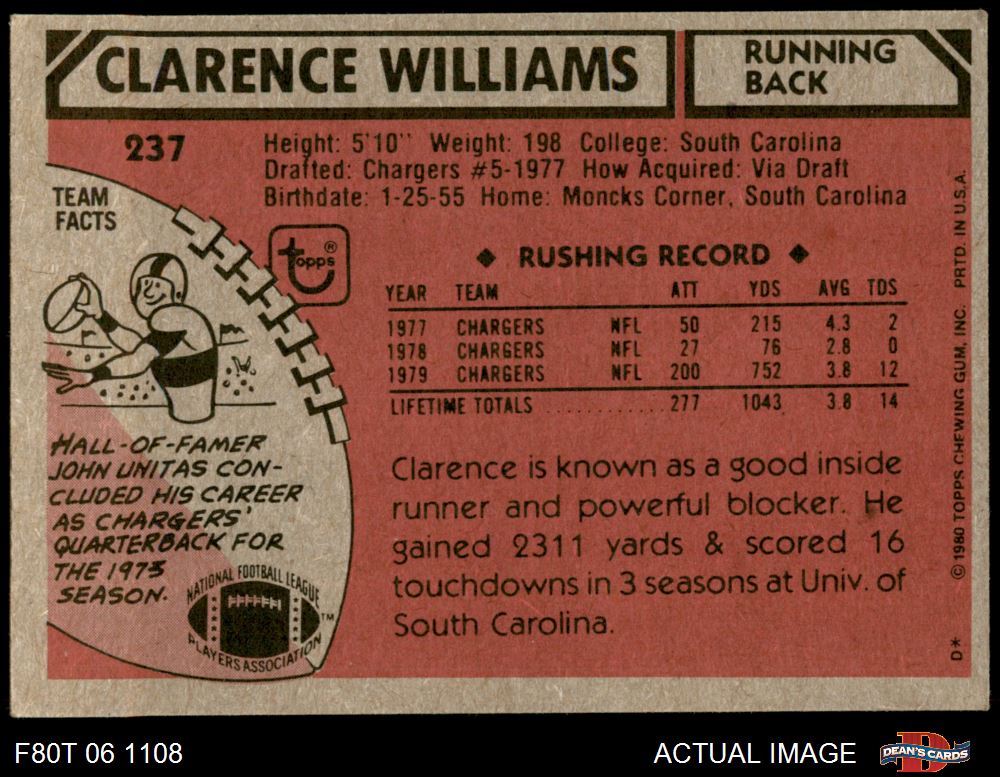 CLARENCE WILLIAMS
RUNNING
BACK
237
Height: 5'10" Weight: 198 College: South Carolina
Drafted: Chargers #5-1977 How Acquired: Via Draft
Birthdate: 1-25-55 Home: Moncks Corner, South Carolina
TEAM
FACTS
topps®
HALL-OF-FAMER
JOHN UNITAS CON-
CLUDED HIS CAREER
AS CHARGERS'
QUARTERBACK FOR
THE 1973
SEASON.
NATIONAL FOOTBALL LEAGUE
PLAYERS ASSOCIATION
TM
◆ RUSHING RECORD ◆
YEAR TEAM ATT YDS AVG TDS
1977 CHARGERS NFL 50 215 4.3 2
1978 CHARGERS NFL 27 76 2.8 0
1979 CHARGERS NFL 200 752 3.8 12
LIFETIME TOTALS ............ 277 1043 3.8 14
Clarence is known as a good inside
runner and powerful blocker. He
gained 2311 yards & scored 16
touchdowns in 3 seasons at Univ. of
South Carolina.
D* © 1980 TOPPS CHEWING GUM, INC. PRTD. IN U.S.A.
F80T 06 1108
ACTUAL IMAGE
DEAN'S CARDS